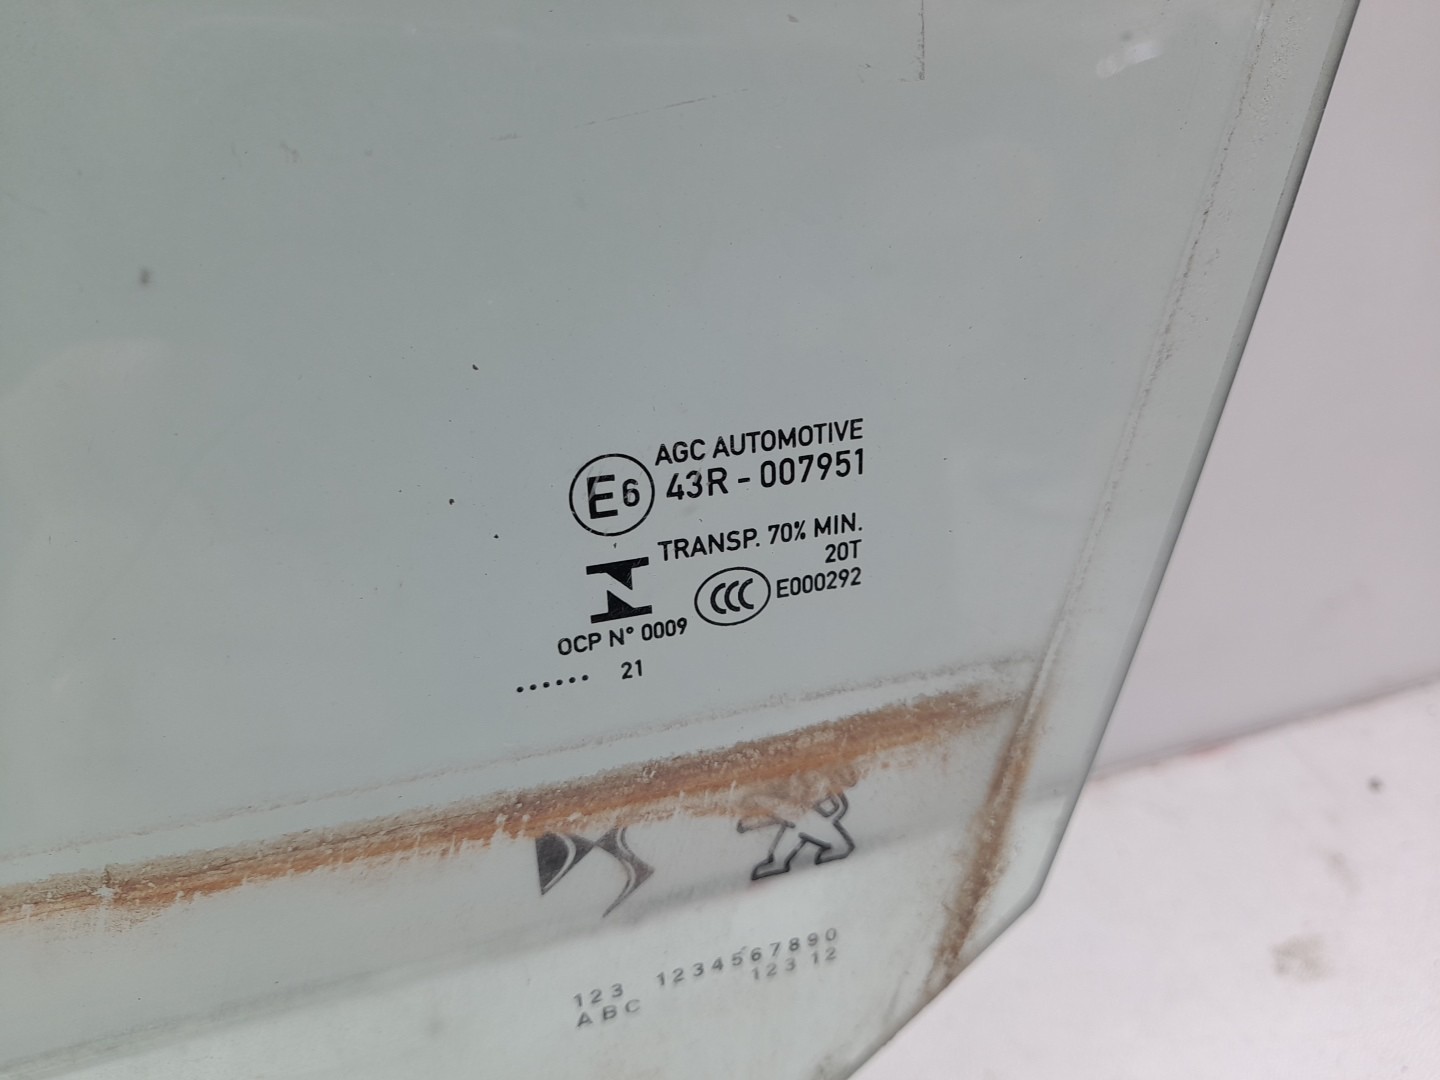 AGC AUTOMOTIVE
E6 43R - 007951
TRANSP. 70% MIN.
20T
CCC E000292
OCP N° 0009
...... 21
DS
123 1234567890
ABC 123 12